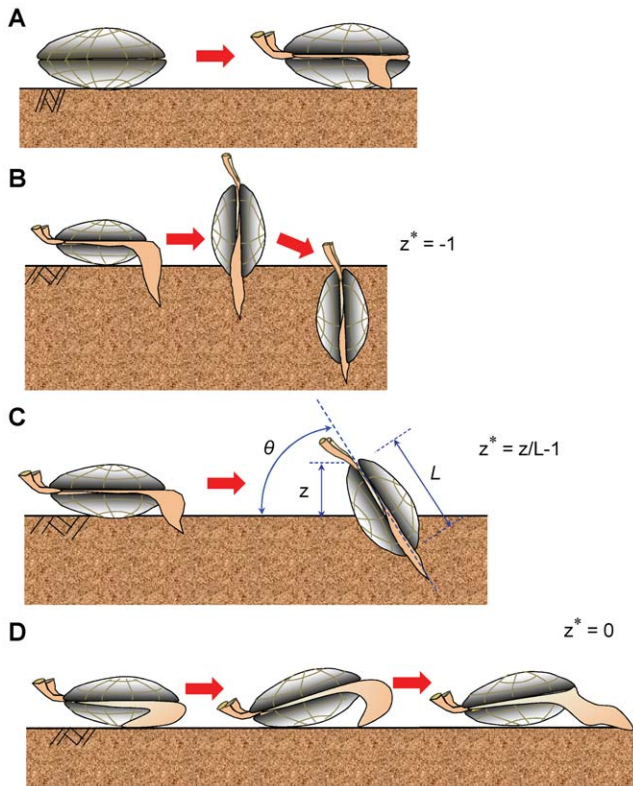 A
B
z* = -1
C
θ
z
L
z* = z/L-1
D
z* = 0